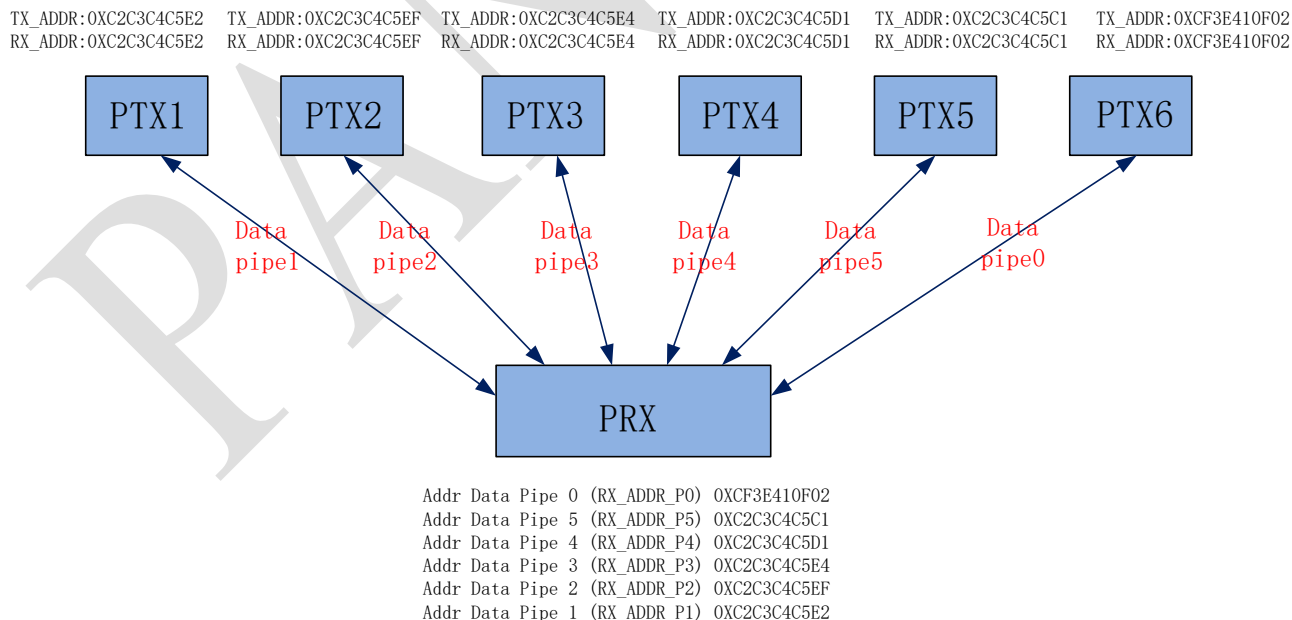 TX_ADDR:0XC2C3C4C5E2 TX_ADDR:0XC2C3C4C5EF TX_ADDR:0XC2C3C4C5E4 TX_ADDR:0XC2C3C4C5D1 TX_ADDR:0XC2C3C4C5C1 TX_ADDR:0XCF3E410F02
RX_ADDR:0XC2C3C4C5E2 RX_ADDR:0XC2C3C4C5EF RX_ADDR:0XC2C3C4C5E4 RX_ADDR:0XC2C3C4C5D1 RX_ADDR:0XC2C3C4C5C1 RX_ADDR:0XCF3E410F02
PTX1 PTX2 PTX3 PTX4 PTX5 PTX6
Data Data Data Data Data Data
pipe1 pipe2 pipe3 pipe4 pipe5 pipe0
PRX
Addr Data Pipe 0 (RX_ADDR_P0) 0XCF3E410F02
Addr Data Pipe 5 (RX_ADDR_P5) 0XC2C3C4C5C1
Addr Data Pipe 4 (RX_ADDR_P4) 0XC2C3C4C5D1
Addr Data Pipe 3 (RX_ADDR_P3) 0XC2C3C4C5E4
Addr Data Pipe 2 (RX_ADDR_P2) 0XC2C3C4C5EF
Addr Data Pipe 1 (RX_ADDR_P1) 0XC2C3C4C5E2